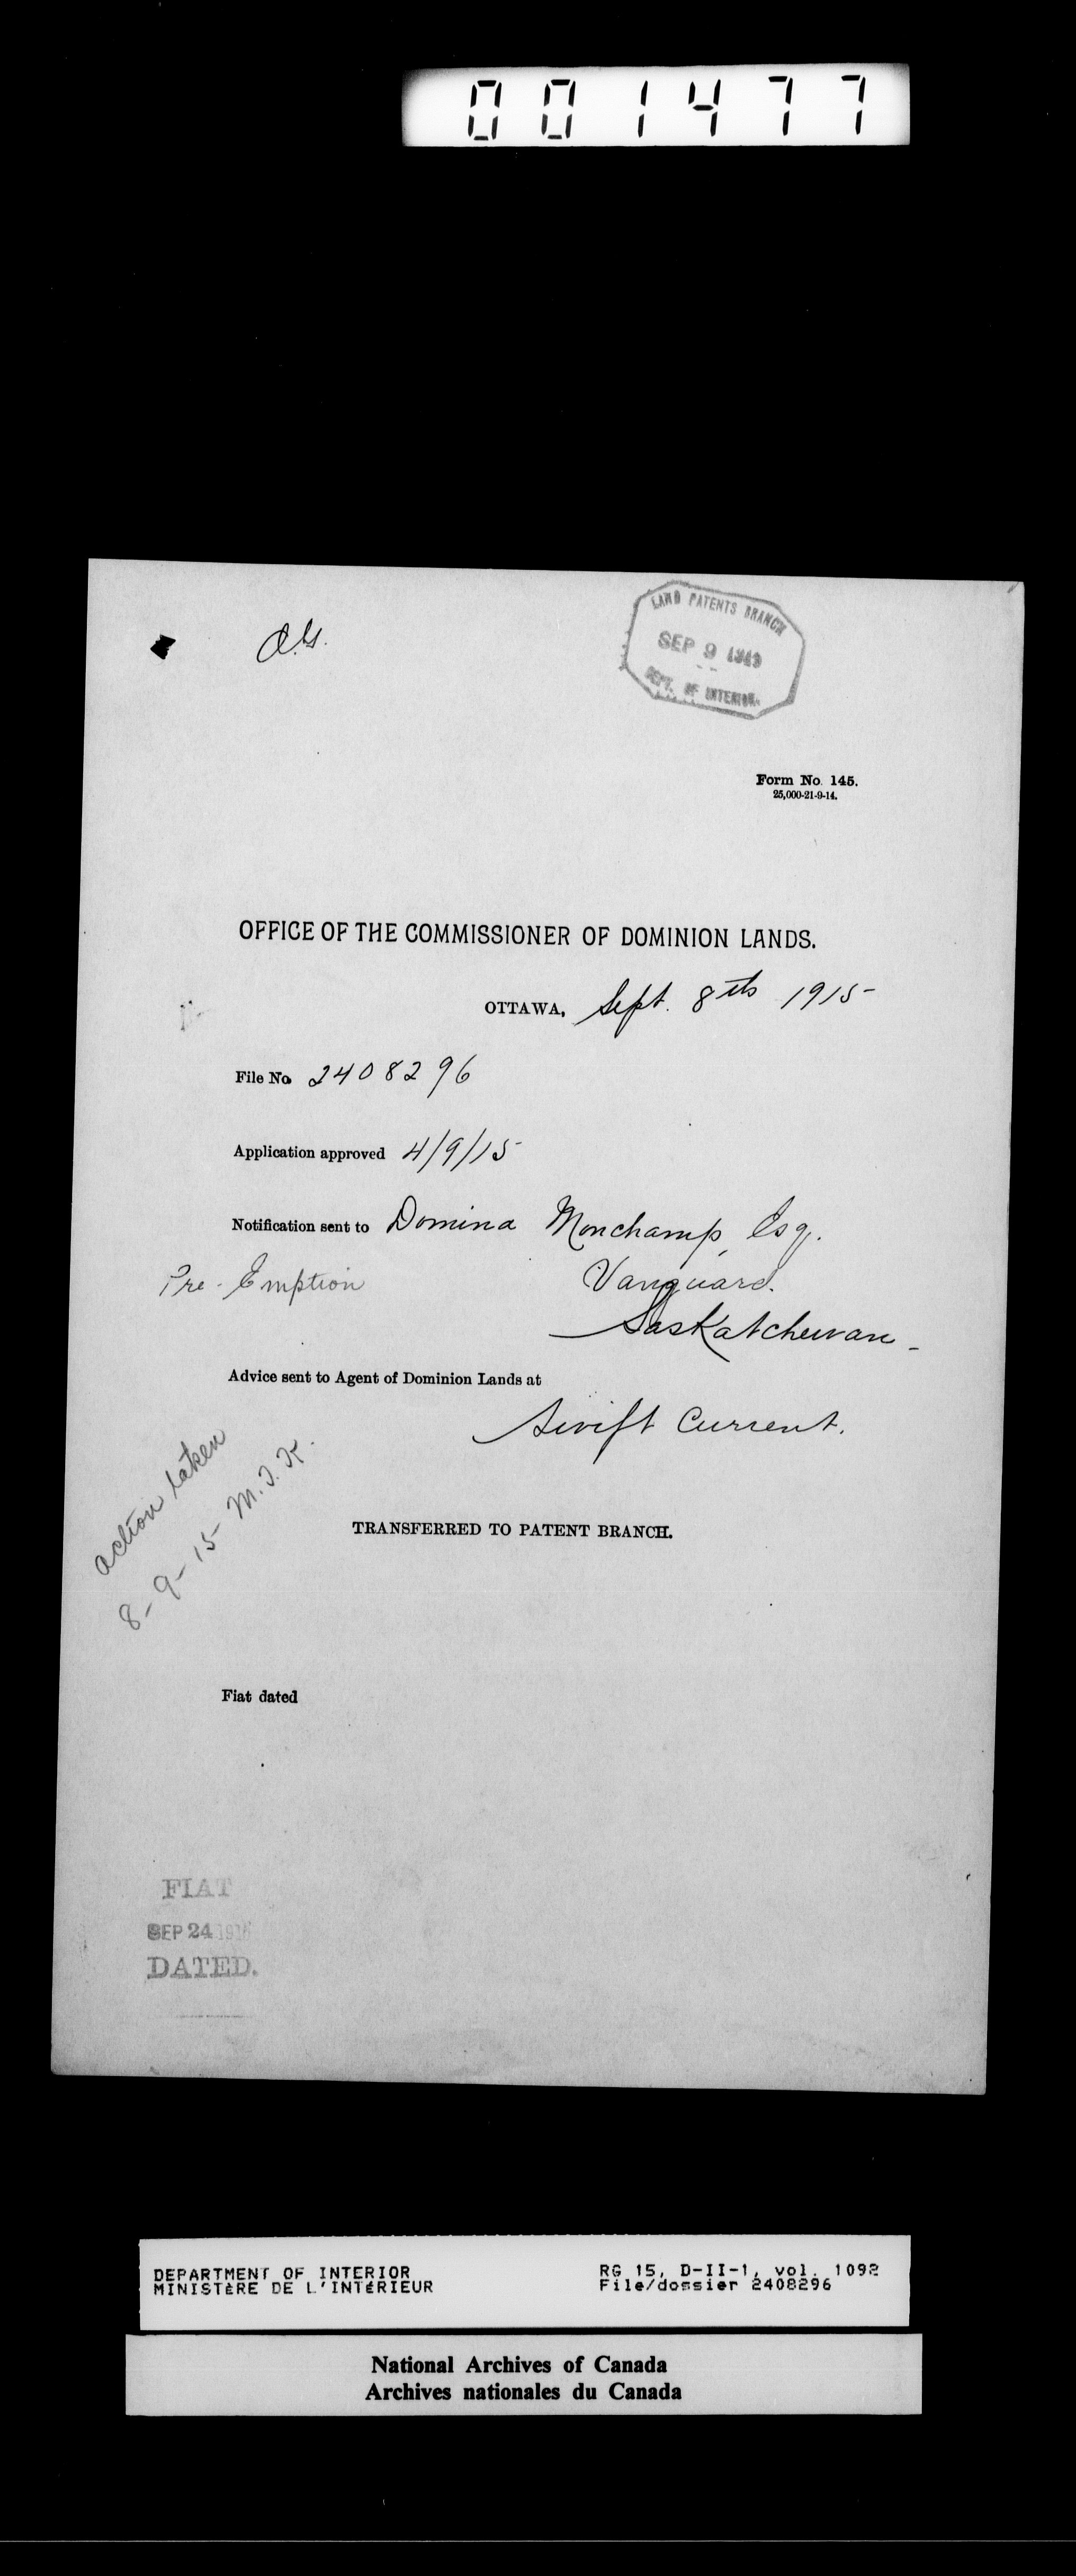 001477
LAND PATENTS BRANCH
SEP 9
DEPT. OF INTERIOR.
Form No. 145.
25,000-21-9-14.
OFFICE OF THE COMMISSIONER OF DOMINION LANDS.
OTTAWA, Sept. 8th 1915
File No. 2408296
Application approved 4/9/15
Notification sent to Domina Monchamp, Esq.
Pre-Emption Vanguard.
Saskatchewan
Advice sent to Agent of Dominion Lands at
Swift Current.
action taken
8-9-15
TRANSFERRED TO PATENT BRANCH.
Fiat dated
FIAT
SEP 24
DATED.
DEPARTMENT OF INTERIOR RG 15, D-II-1, vol. 1092
MINISTÈRE DE L'INTÉRIEUR File/dossier 2408296
National Archives of Canada
Archives nationales du Canada